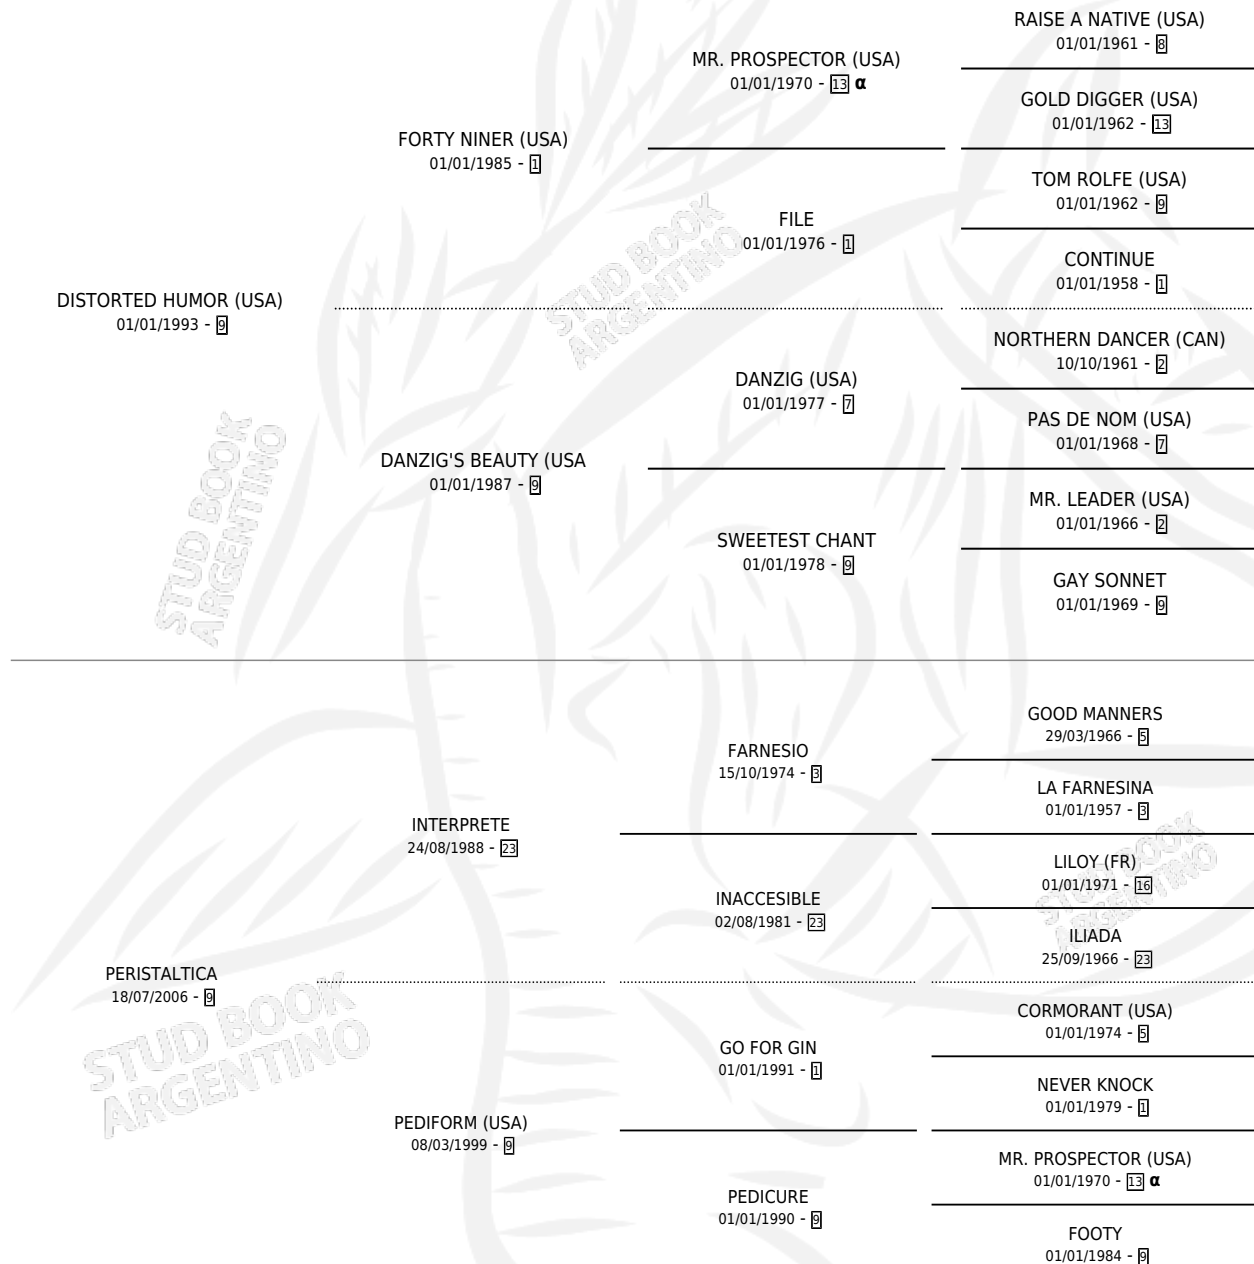 RAISE A NATIVE (USA)
01/01/1961 - 8
MR. PROSPECTOR (USA)
01/01/1970 - 13 α
GOLD DIGGER (USA)
01/01/1962 - 13
FORTY NINER (USA)
01/01/1985 - 1
TOM ROLFE (USA)
01/01/1962 - 9
FILE
01/01/1976 - 1
CONTINUE
01/01/1958 - 1
DISTORTED HUMOR (USA)
01/01/1993 - 9
NORTHERN DANCER (CAN)
10/10/1961 - 2
DANZIG (USA)
01/01/1977 - 7
PAS DE NOM (USA)
01/01/1968 - 7
DANZIG'S BEAUTY (USA
01/01/1987 - 9
MR. LEADER (USA)
01/01/1966 - 2
SWEETEST CHANT
01/01/1978 - 9
GAY SONNET
01/01/1969 - 9
GOOD MANNERS
29/03/1966 - 5
FARNESIO
15/10/1974 - 3
LA FARNESINA
01/01/1957 - 3
INTERPRETE
24/08/1988 - 23
LILOY (FR)
01/01/1971 - 16
INACCESIBLE
02/08/1981 - 23
ILIADA
25/09/1966 - 23
PERISTALTICA
18/07/2006 - 9
CORMORANT (USA)
01/01/1974 - 5
GO FOR GIN
01/01/1991 - 1
NEVER KNOCK
01/01/1979 - 1
PEDIFORM (USA)
08/03/1999 - 9
MR. PROSPECTOR (USA)
01/01/1970 - 13 α
PEDICURE
01/01/1990 - 9
FOOTY
01/01/1984 - 9
STUD BOOK
ARGENTINO
STUD BOOK
ARGENTINO
STUD BOOK
ARGENTINO
STUD BOOK
ARGENTINO